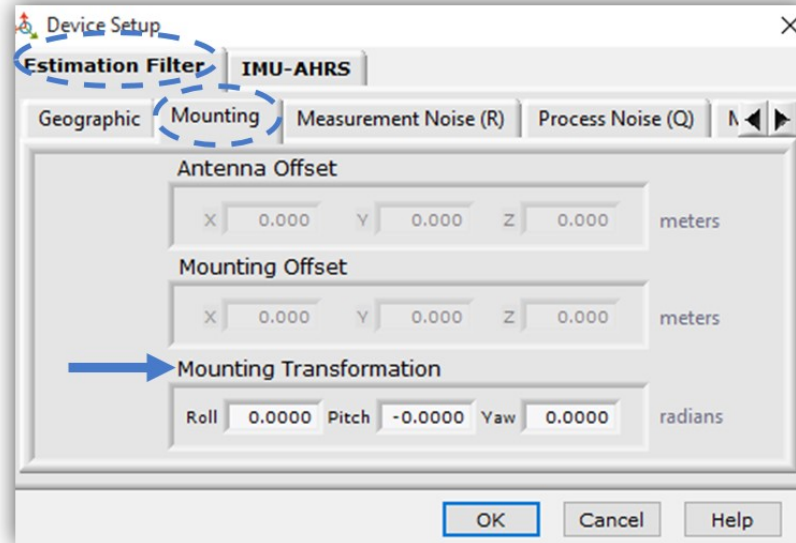 Device Setup
Estimation Filter IMU-AHRS
Geographic Mounting Measurement Noise (R) Process Noise (Q)
Antenna Offset
X 0.000 Y 0.000 Z 0.000 meters
Mounting Offset
X 0.000 Y 0.000 Z 0.000 meters
Mounting Transformation
Roll 0.0000 Pitch -0.0000 Yaw 0.0000 radians
OK Cancel Help